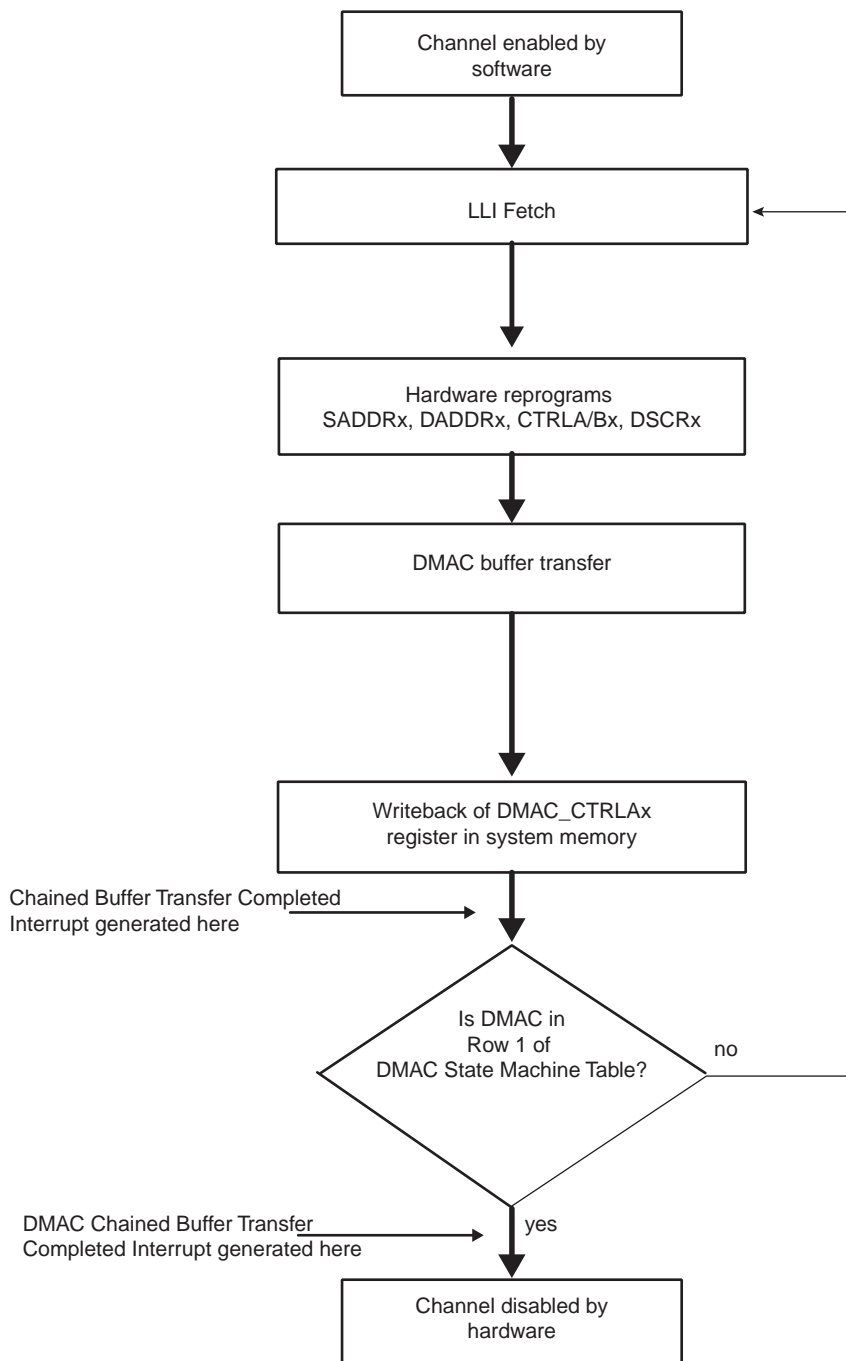 Channel enabled by
software
LLI Fetch
Hardware reprograms
SADDRx, DADDRx, CTRLA/Bx, DSCRx
DMAC buffer transfer
Writeback of DMAC_CTRLAx
register in system memory
Chained Buffer Transfer Completed
Interrupt generated here
Is DMAC in
Row 1 of
DMAC State Machine Table?
no
DMAC Chained Buffer Transfer
Completed Interrupt generated here
yes
Channel disabled by
hardware